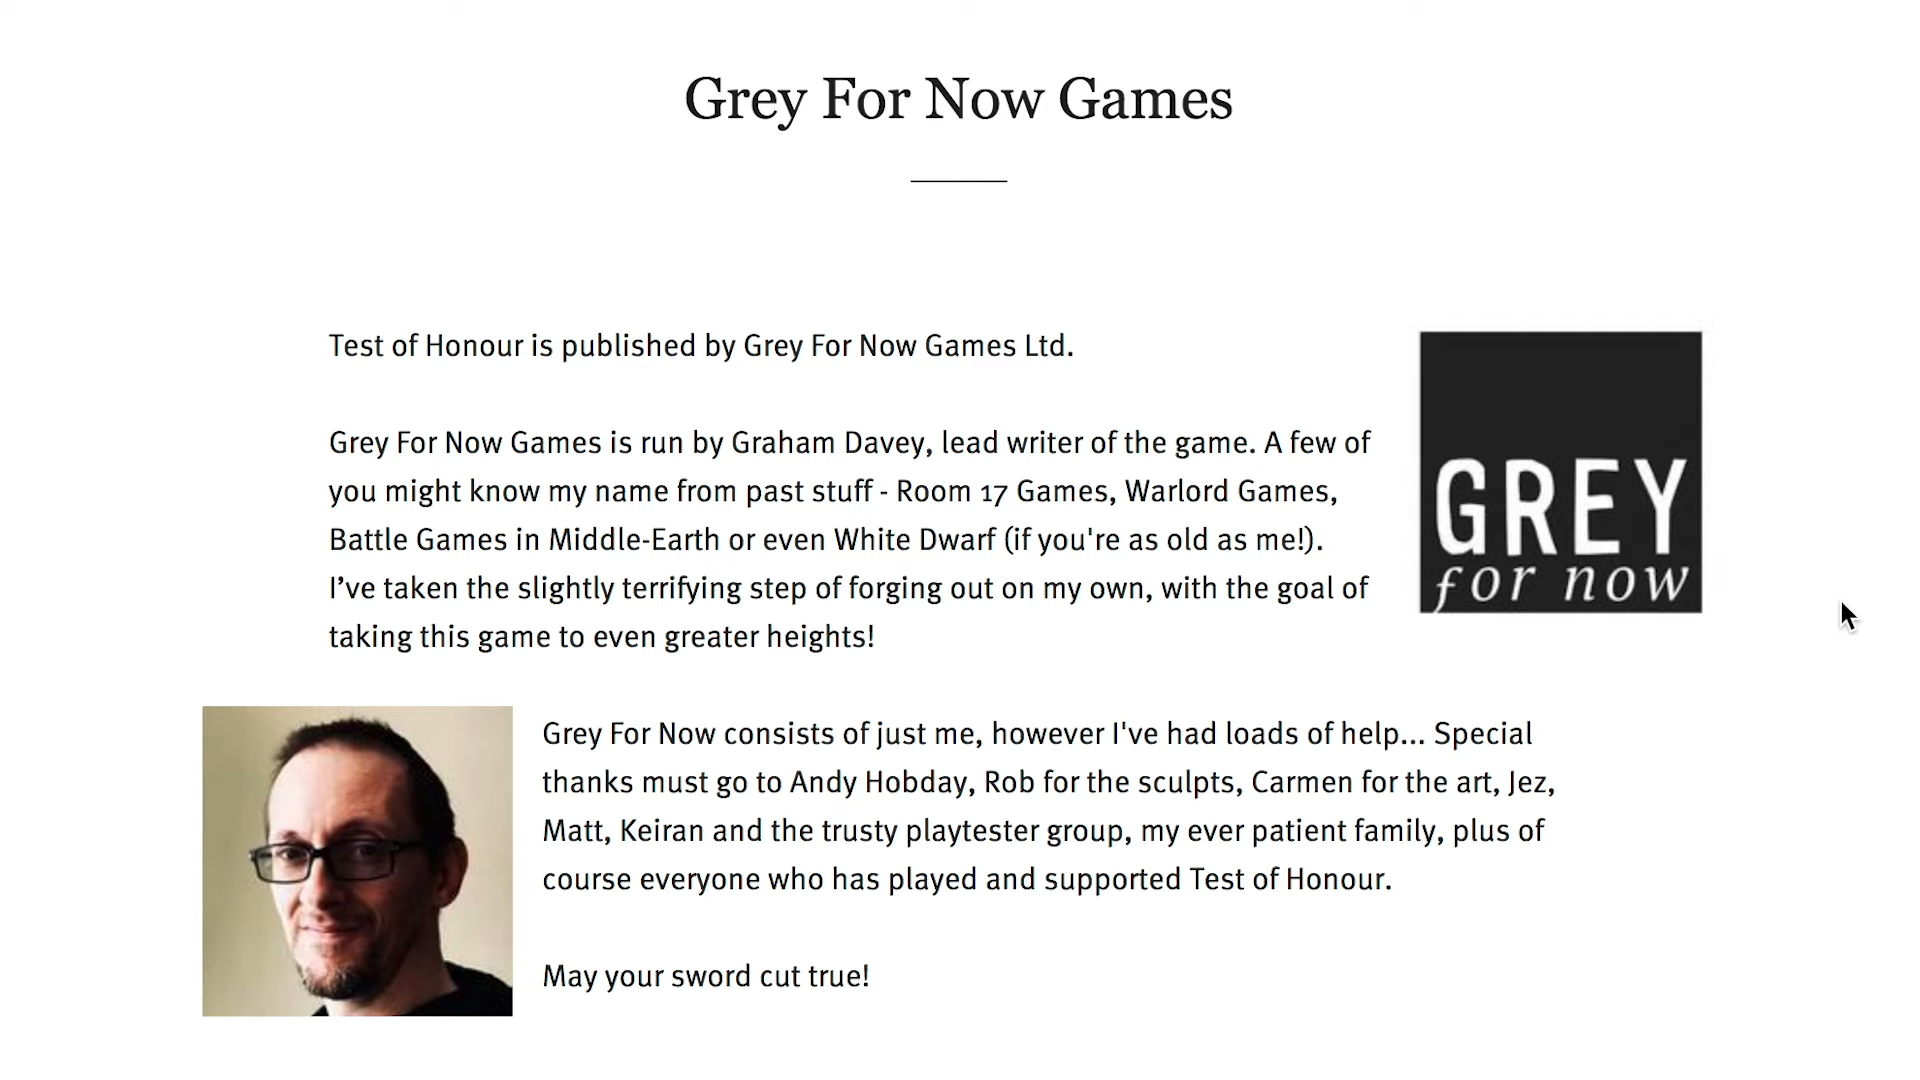 Grey For Now Games
Test of Honour is published by Grey For Now Games Ltd.
Grey For Now Games is run by Graham Davey, lead writer of the game. A few of
you might know my name from past stuff - Room 17 Games, Warlord Games,
Battle Games in Middle-Earth or even White Dwarf (if you're as old as me!).
I’ve taken the slightly terrifying step of forging out on my own, with the goal of
taking this game to even greater heights!
GREY
for now
Grey For Now consists of just me, however I've had loads of help... Special
thanks must go to Andy Hobday, Rob for the sculpts, Carmen for the art, Jez,
Matt, Keiran and the trusty playtester group, my ever patient family, plus of
course everyone who has played and supported Test of Honour.
May your sword cut true!